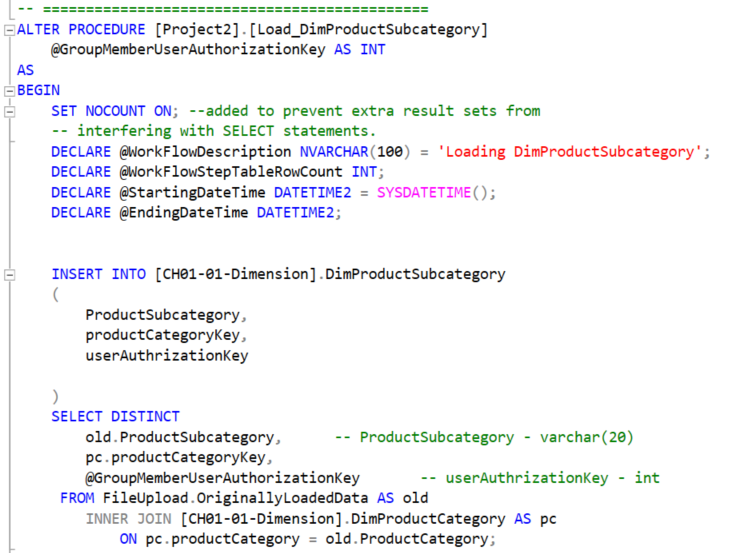 -- ==============================================
ALTER PROCEDURE [Project2].[Load_DimProductSubcategory]
@GroupMemberUserAuthorizationKey AS INT
AS
BEGIN
SET NOCOUNT ON; --added to prevent extra result sets from
-- interfering with SELECT statements.
DECLARE @WorkFlowDescription NVARCHAR(100) = 'Loading DimProductSubcategory';
DECLARE @WorkFlowStepTableRowCount INT;
DECLARE @StartingDateTime DATETIME2 = SYSDATETIME();
DECLARE @EndingDateTime DATETIME2;
INSERT INTO [CH01-01-Dimension].DimProductSubcategory
(
ProductSubcategory,
productCategoryKey,
userAuthrizationKey
)
SELECT DISTINCT
old.ProductSubcategory, -- ProductSubcategory - varchar(20)
pc.productCategoryKey,
@GroupMemberUserAuthorizationKey -- userAuthrizationKey - int
FROM FileUpload.OriginallyLoadedData AS old
INNER JOIN [CH01-01-Dimension].DimProductCategory AS pc
ON pc.productCategory = old.ProductCategory;